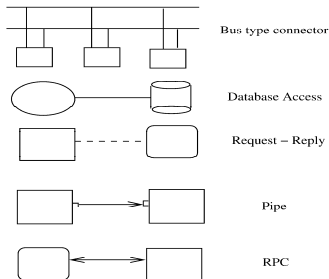 Bus type connector
Database Access
Request – Reply
Pipe
RPC